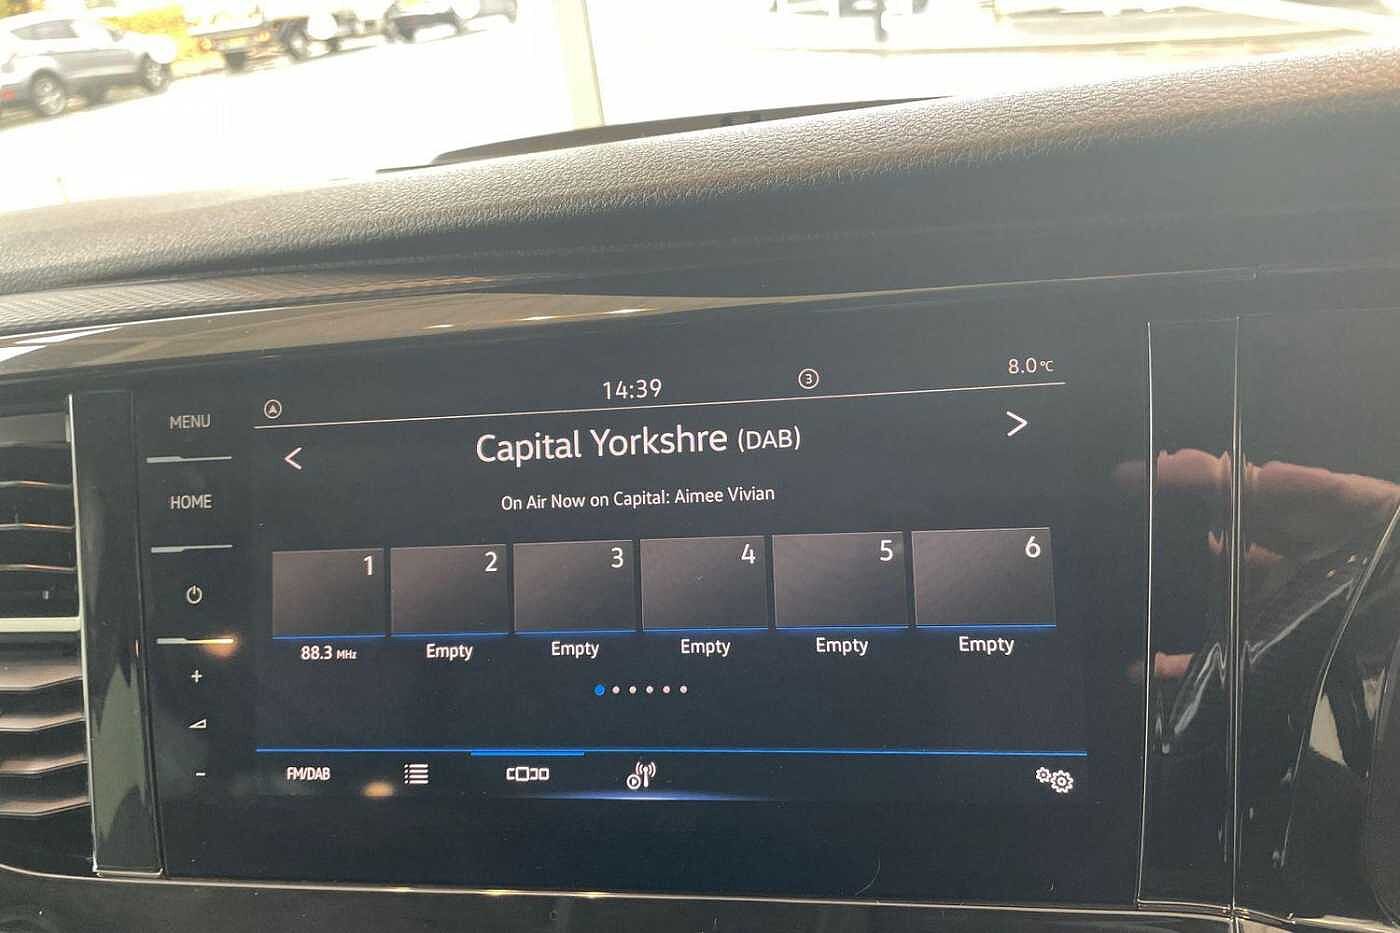 MENU
HOME
+
-
A
14:39
3
8.0°C
<
Capital Yorkshre (DAB)
>
On Air Now on Capital: Aimee Vivian
1
2
3
4
5
6
88.3 MHz
Empty
Empty
Empty
Empty
Empty
FM/DAB